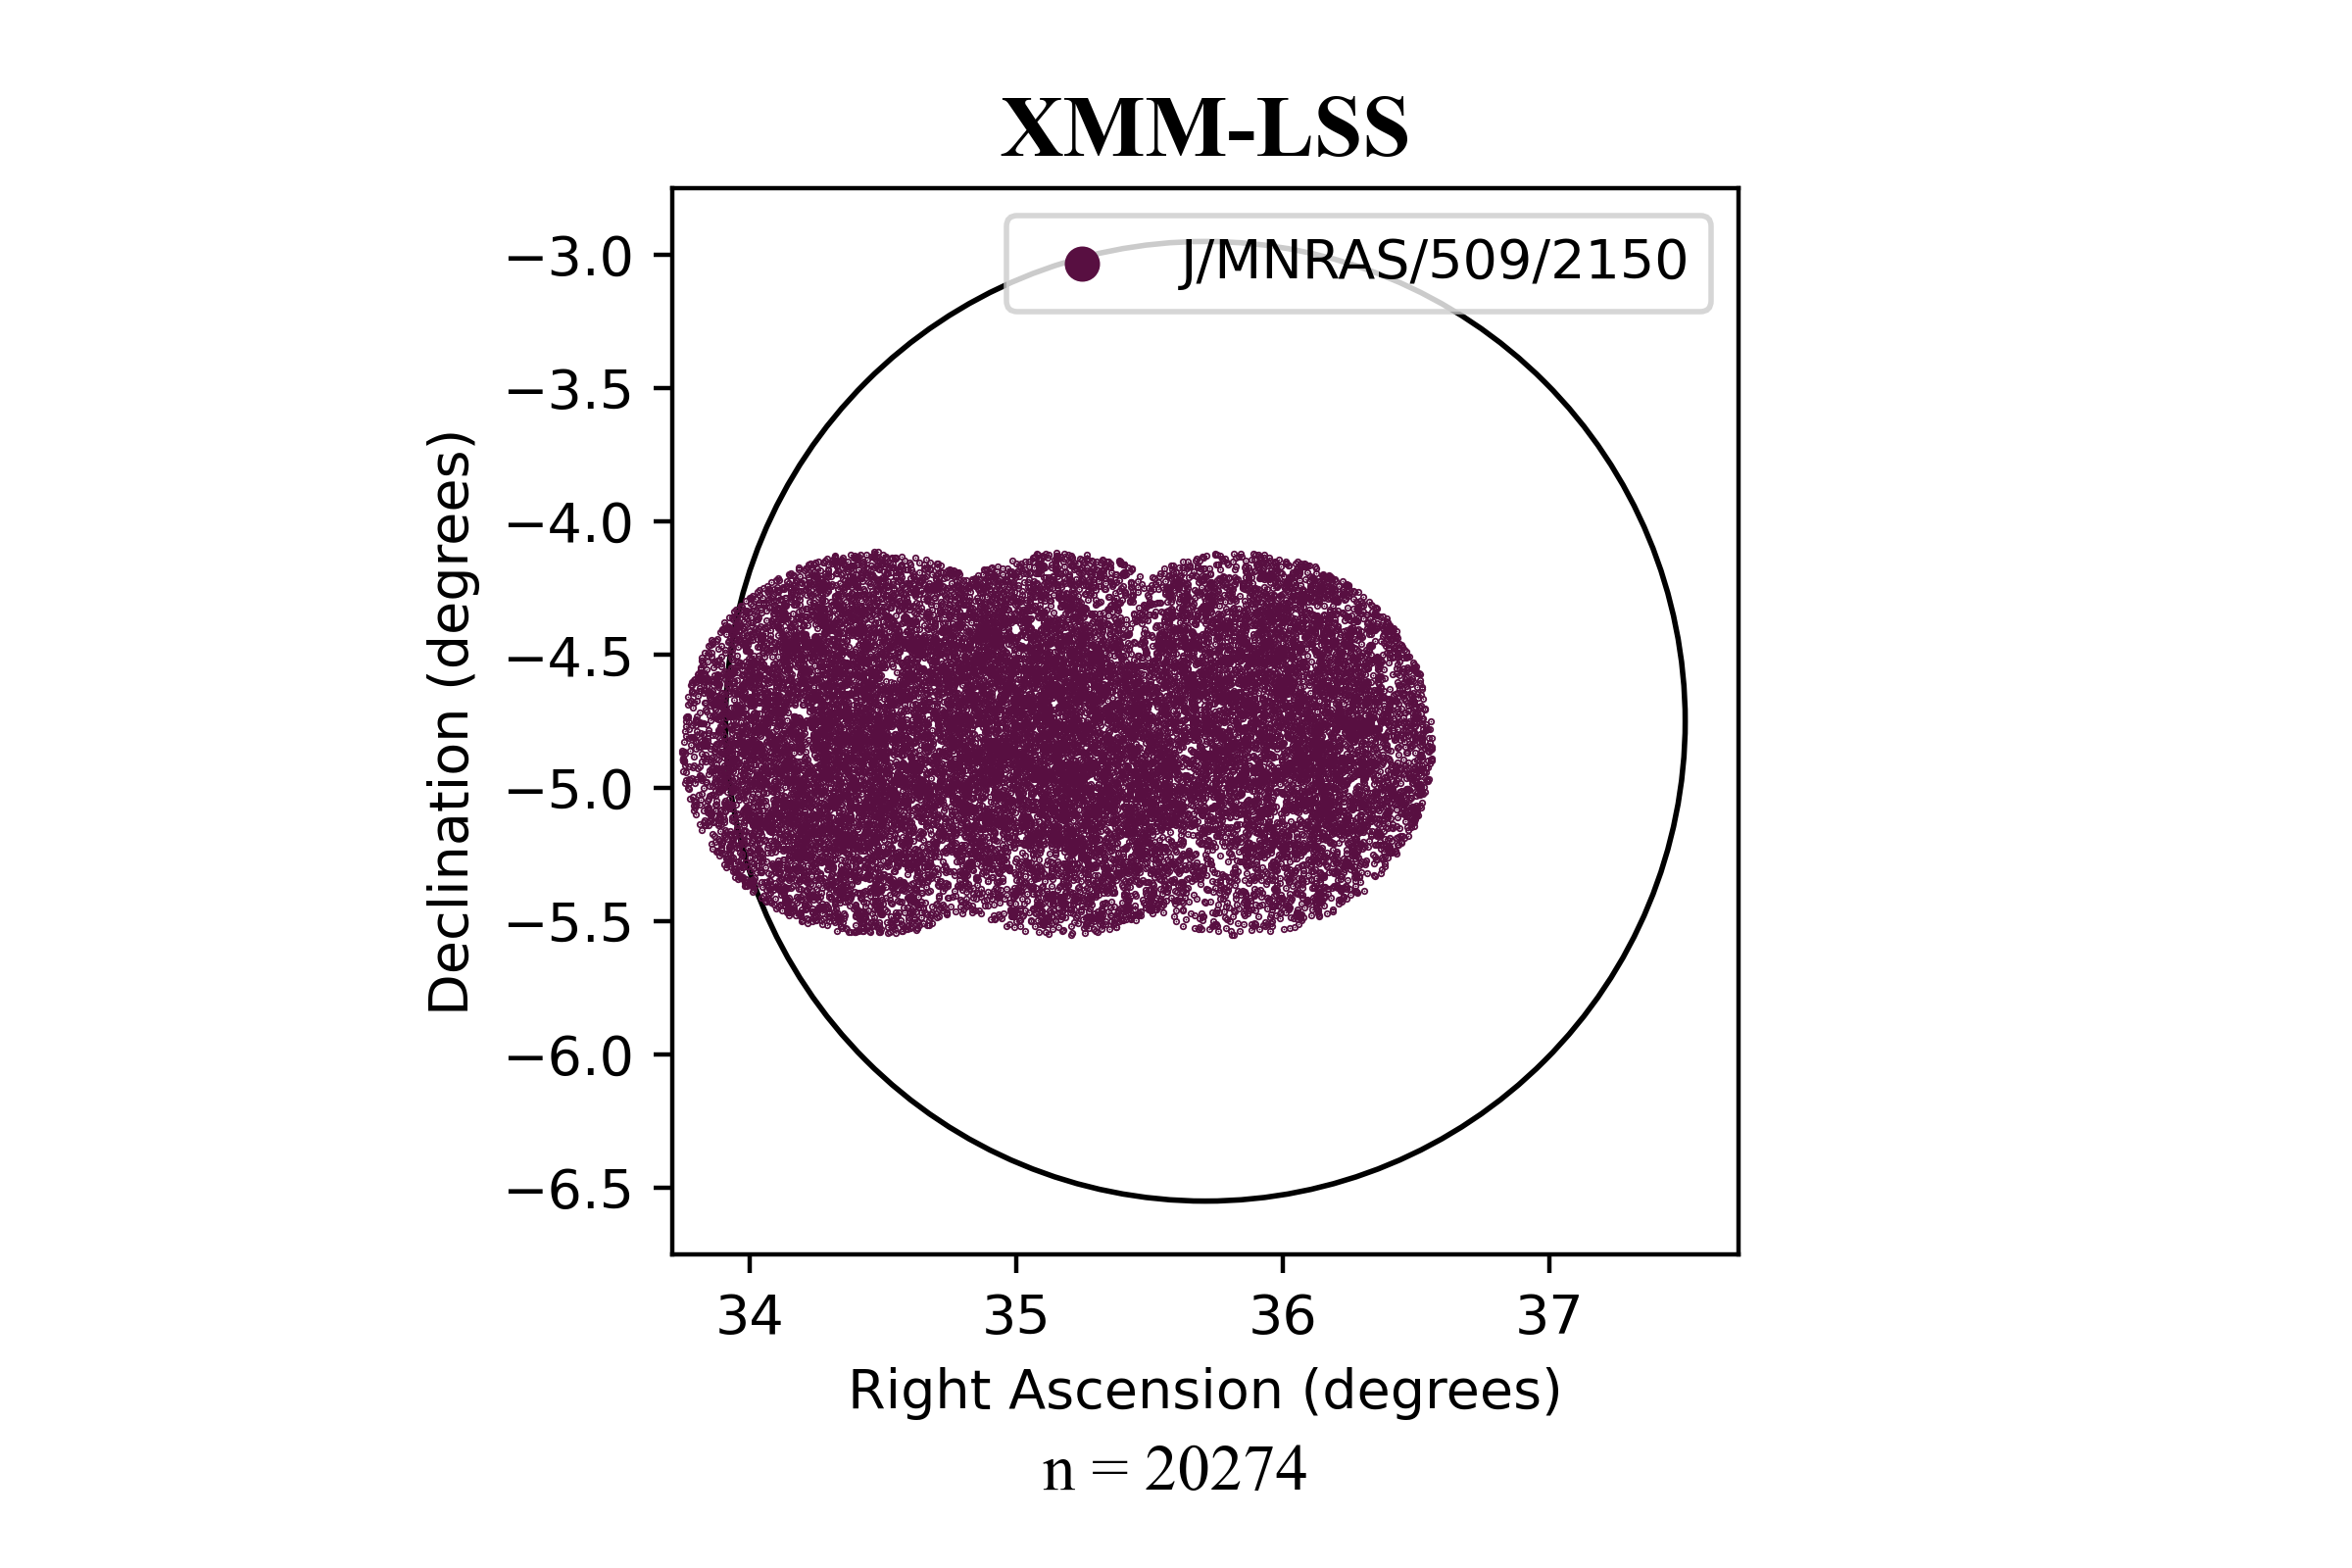 XMM-LSS
J/MNRAS/509/2150
Declination (degrees)
−3.0
−3.5
−4.0
−4.5
−5.0
−5.5
−6.0
−6.5
34 35 36 37
Right Ascension (degrees)
n = 20274